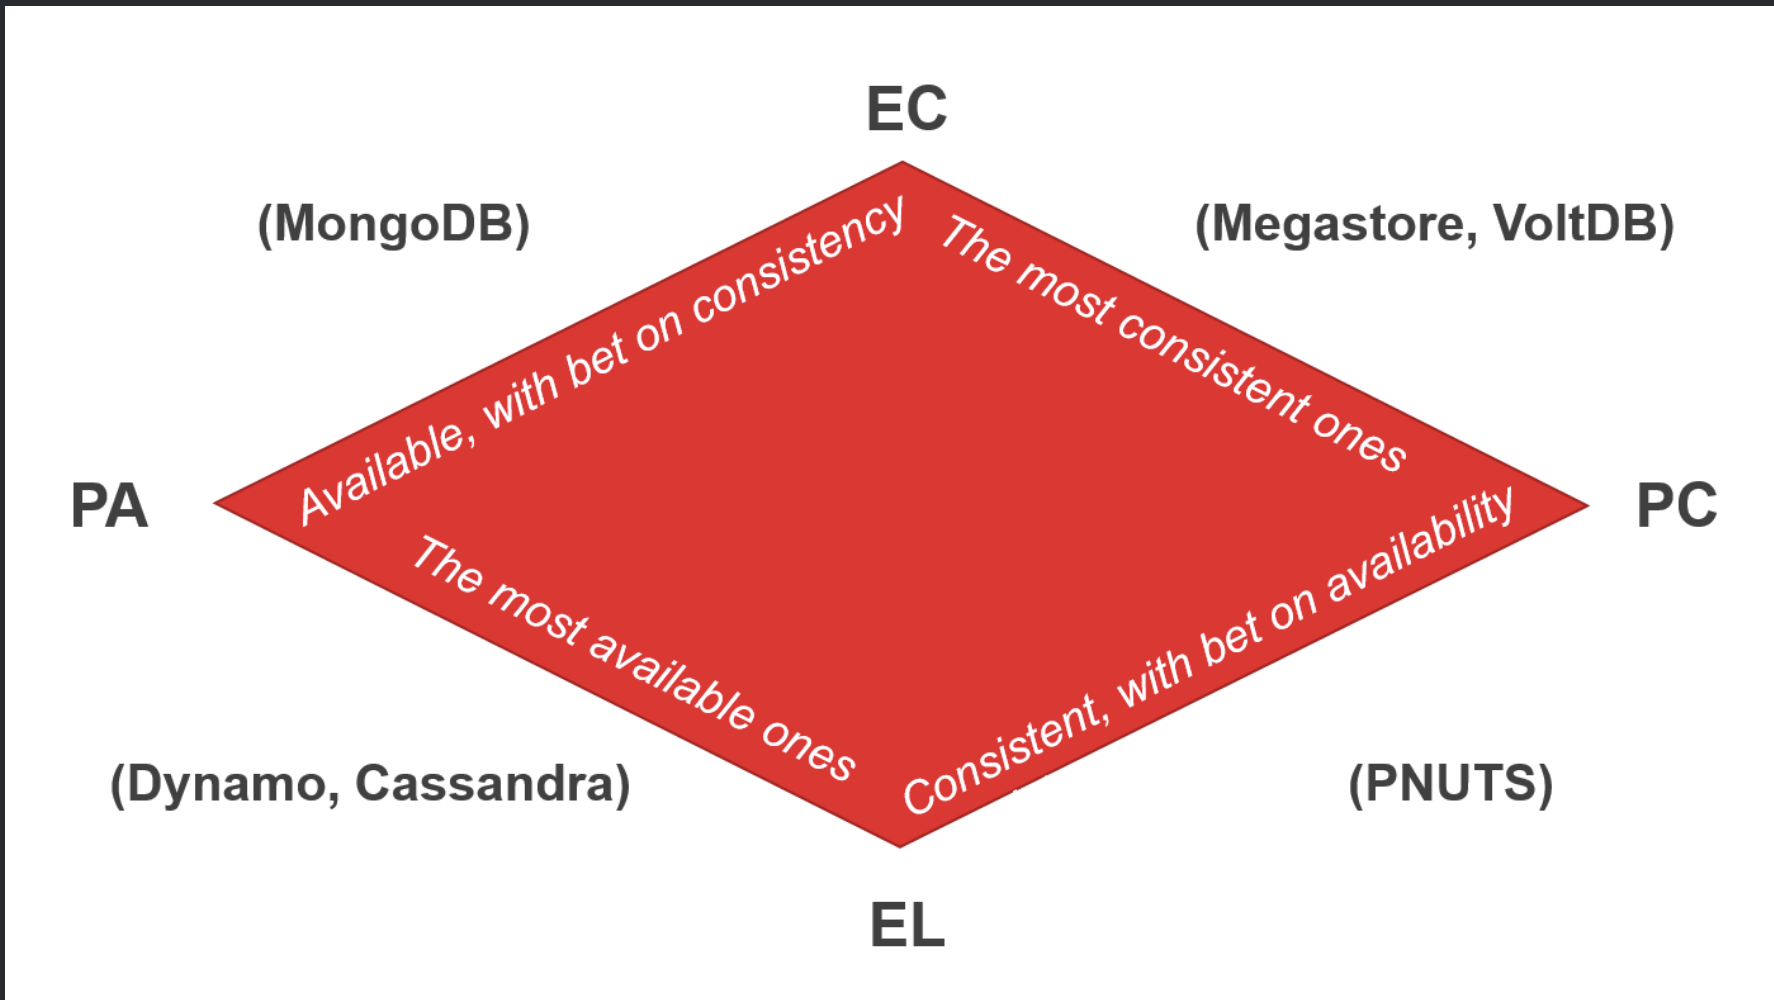 EC
(MongoDB)
(Megastore, VoltDB)
Available, with bet on consistency
The most consistent ones
PA
PC
The most available ones
Consistent, with bet on availability
(Dynamo, Cassandra)
(PNUTS)
EL